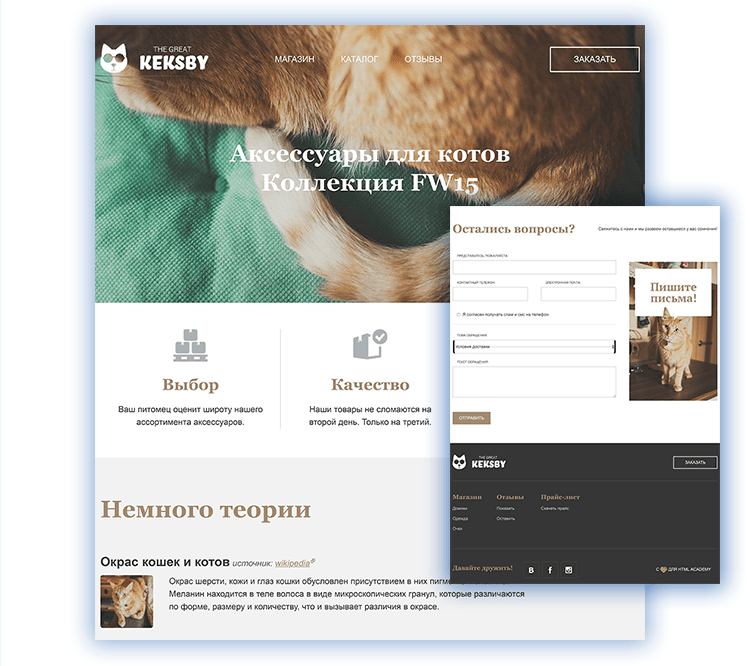 THE GREAT
KEKSBY
МАГАЗИН КАТАЛОГ ОТЗЫВЫ
ЗАКАЗАТЬ
Аксессуары для котов
Коллекция FW15
Выбор
Ваш питомец оценит широту нашего
ассортимента аксессуаров.
Качество
Наши товары не сломаются на
второй день. Только на третий.
Немного теории
Окрас кошек и котов источник: wikipedia
Окрас шерсти, кожи и глаз кошки обусловлен присутствием в них
Меланин находится в теле волоса в виде микроскопических гранул, которые различаются
по форме, размеру и количеству, что и вызывает различия в окрасе.
Остались вопросы?
Свяжитесь с нами и мы развеем оставшиеся у вас сомнения!
ПРЕДСТАВЬТЕСЬ, ПОЖАЛУЙСТА
КОНТАКТНЫЙ ТЕЛЕФОН
ЭЛЕКТРОННАЯ ПОЧТА
Я согласен получать спам и смс на телефон
ТЕМА ОБРАЩЕНИЯ
Условия доставки
ТЕКСТ ОБРАЩЕНИЯ
ОТПРАВИТЬ
Пишите
письма!
THE GREAT
KEKSBY
ЗАКАЗАТЬ
Магазин Отзывы Прайс-лист
Домики Показать Скачать прайс
Одежда Оставить
Очки
Давайте дружить!
B f
С ДЛЯ HTML ACADEMY